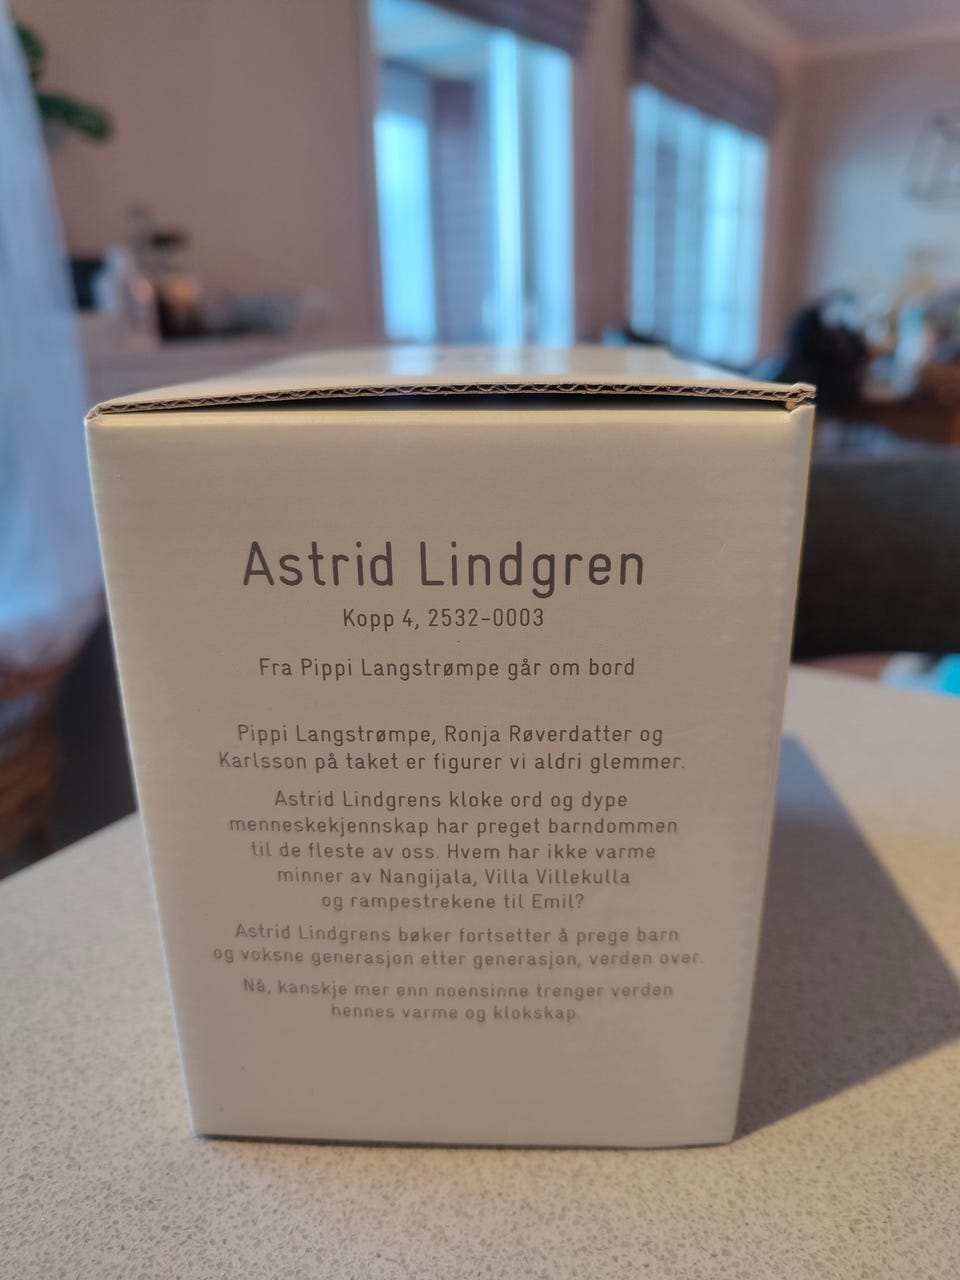 Astrid Lindgren
Kopp 4, 2532-0003
Fra Pippi Langstrømpe går om bord
Pippi Langstrømpe, Ronja Røverdatter og
Karlsson på taket er figurer vi aldri glemmer.
Astrid Lindgrens kloke ord og dype
menneskekjennskap har preget barndommen
til de fleste av oss. Hvem har ikke varme
minner av Nangijala, Villa Villekulla
og rampestrekene til Emil?
Astrid Lindgrens bøker fortsetter å prege barn
og voksne generasjon etter generasjon, verden over.
Nå, kanskje mer enn noensinne trenger verden
hennes varme og klokskap.